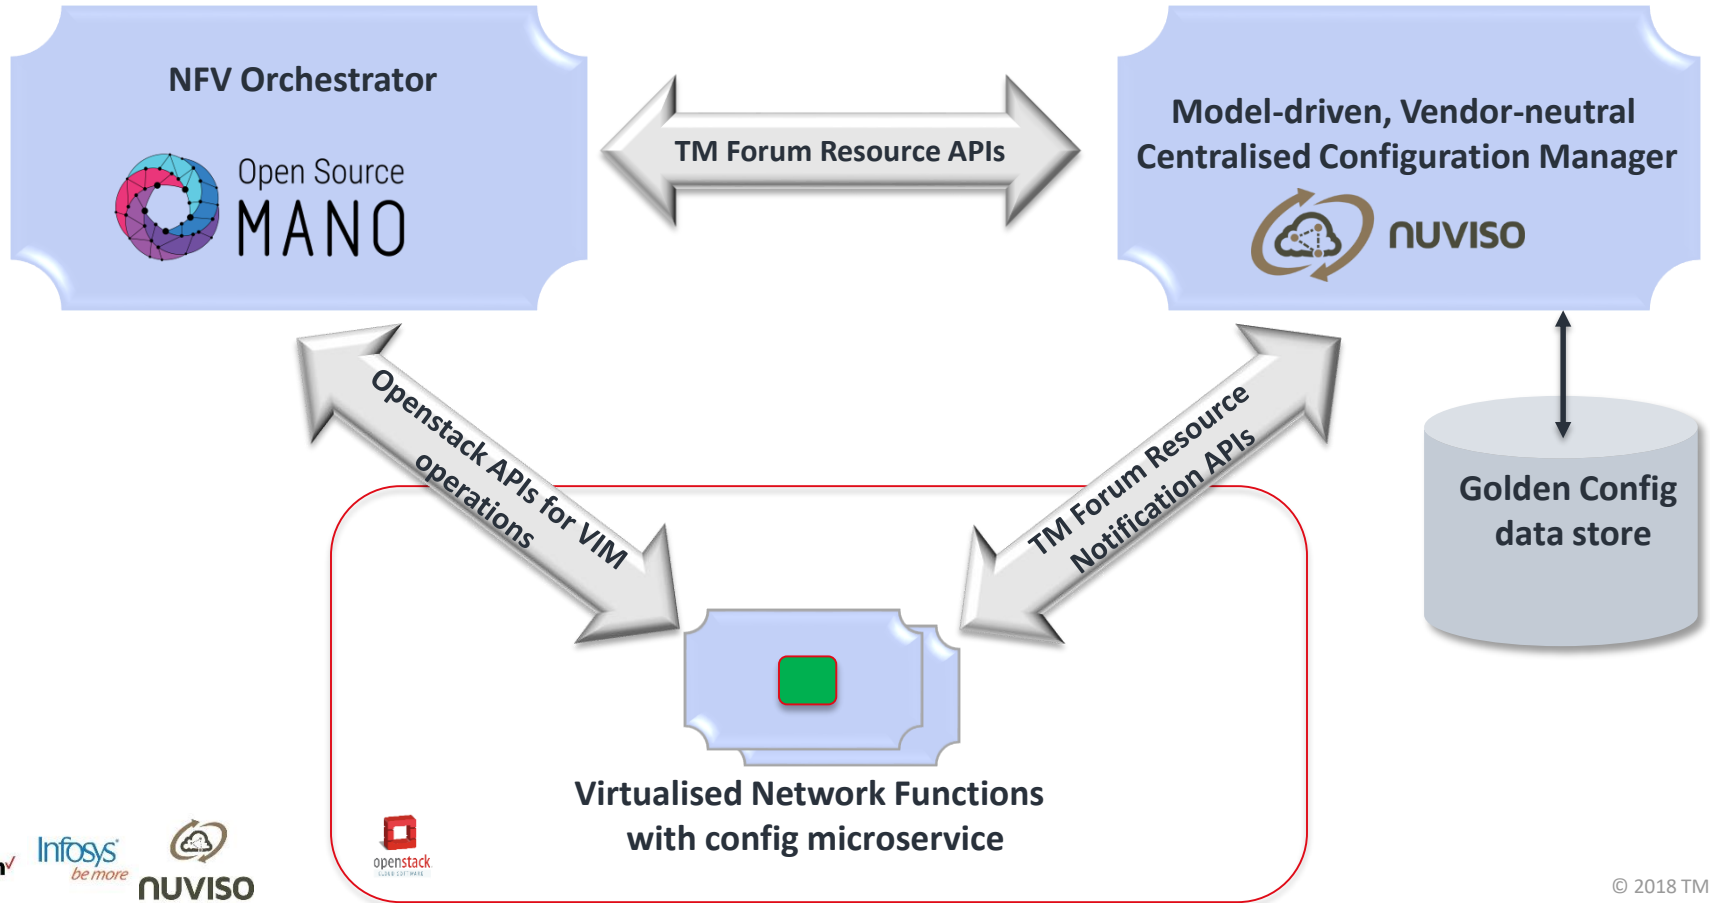 NFV Orchestrator
Open Source
MANO
TM Forum Resource APIs
Model-driven, Vendor-neutral
Centralised Configuration Manager
nuviso
Openstack APIs for VIM
operations
TM Forum Resource
Notification APIs
Golden Config
data store
Virtualised Network Functions
with config microservice
openstack
CLOUD SOFTWARE
Infosys
be more
nuviso
© 2018 TM